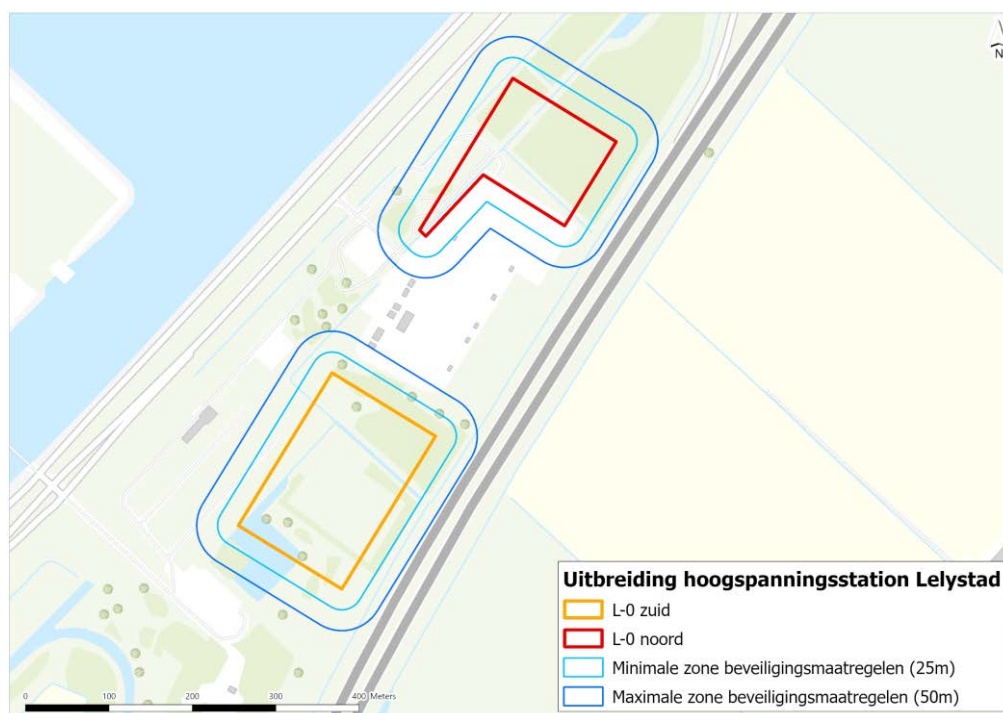 N
Uitbreiding hoogspanningsstation Lelystad
L-0 zuid
L-0 noord
Minimale zone beveiligingsmaatregelen (25m)
Maximale zone beveiligingsmaatregelen (50m)
0 100 200 300 400 Meters